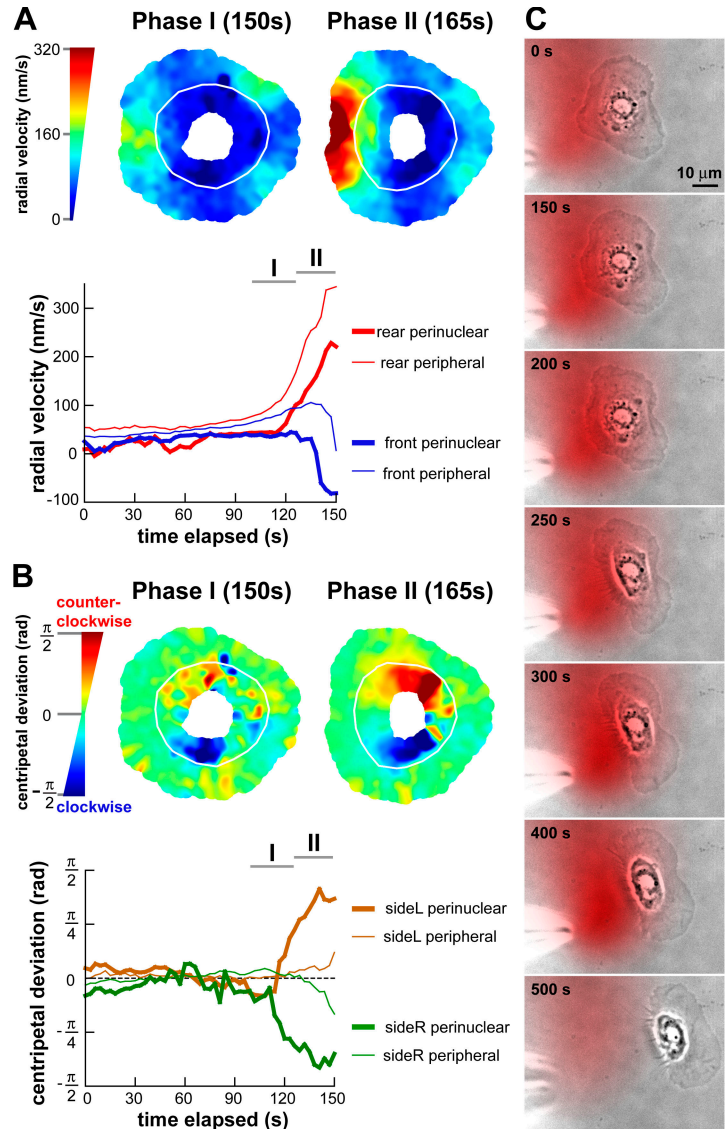 A
Phase I (150s)
Phase II (165s)
radial velocity (nm/s)
320
160
0
I
II
radial velocity (nm/s)
300
200
100
0
-100
0
30
60
90
120
150
time elapsed (s)
rear perinuclear
rear peripheral
front perinuclear
front peripheral
B
Phase I (150s)
Phase II (165s)
counter-
clockwise
centripetal deviation (rad)
π/2
0
-π/2
clockwise
I
II
centripetal deviation (rad)
π/2
π/4
0
-π/4
-π/2
0
30
60
90
120
150
time elapsed (s)
sideL perinuclear
sideL peripheral
sideR perinuclear
sideR peripheral
C
0 s
10 μm
150 s
200 s
250 s
300 s
400 s
500 s